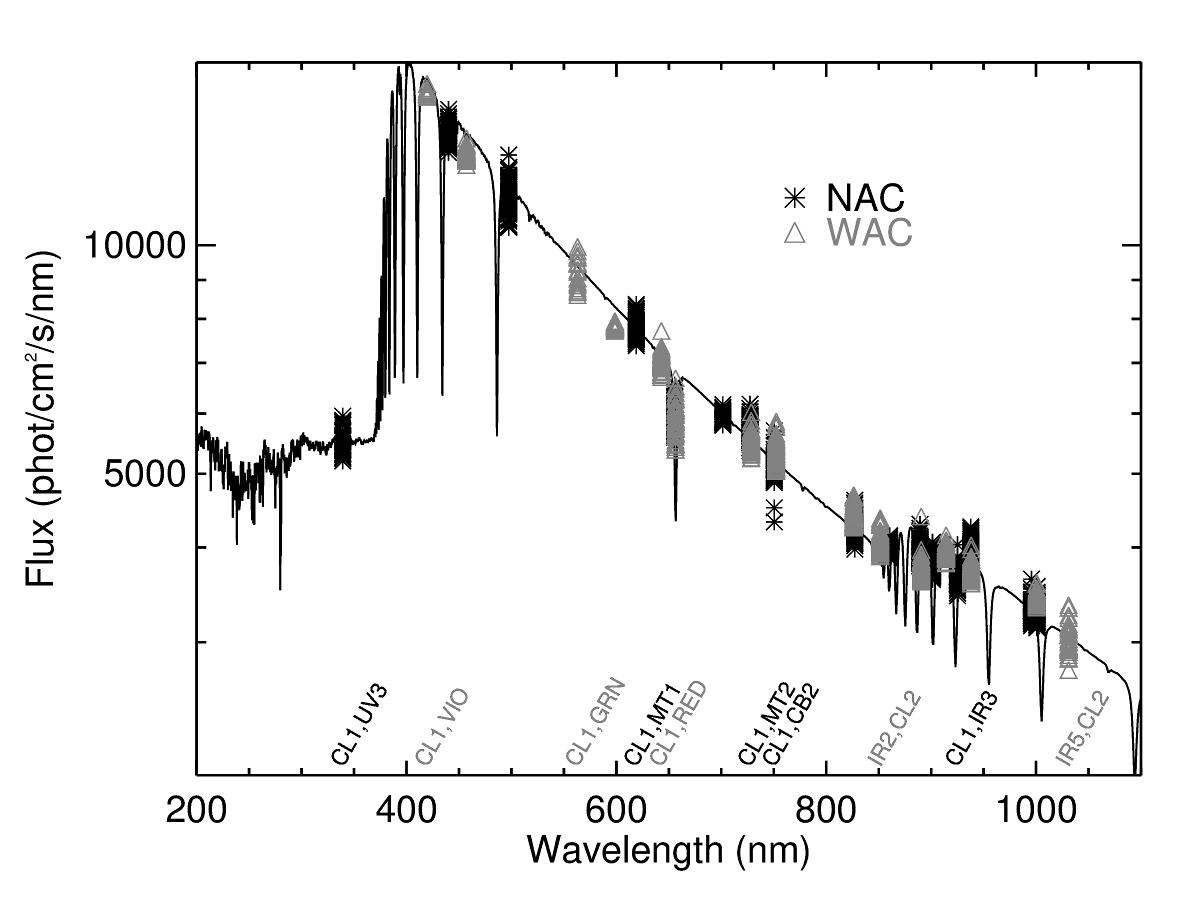 NAC
WAC
10000
5000
Flux (phot/cm²/s/nm)
CL1,UV3
CL1,VIO
CL1,GRN
CL1,MT1
CL1,RED
CL1,MT2
CL1,CB2
IR2,CL2
CL1,IR3
IR5,CL2
200 400 600 800 1000
Wavelength (nm)